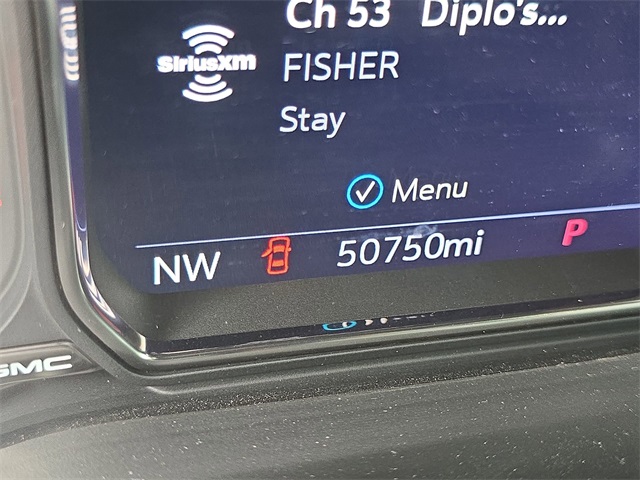 Ch 53 Diplo's...
SiriusXM
FISHER
Stay
Menu
NW 50750mi P
GMC